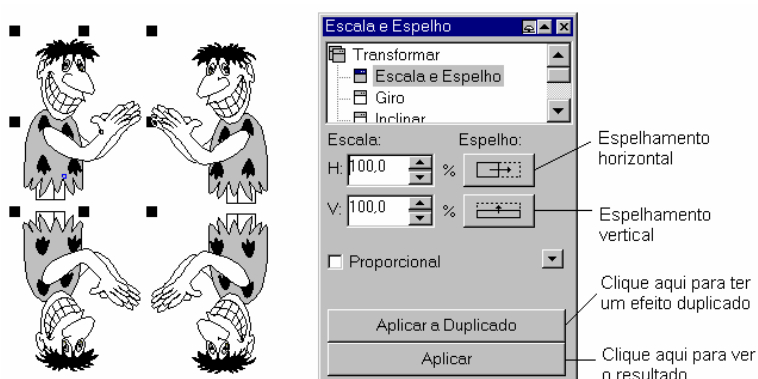 Escala e Espelho
Transformar
Escala e Espelho
Giro
Inclinar
Escala: Espelho:
H: 100,0 %
V: 100,0 %
Proporcional
Aplicar a Duplicado
Aplicar
Espelhamento
horizontal
Espelhamento
vertical
Clique aqui para ter
um efeito duplicado
Clique aqui para ver
o resultado